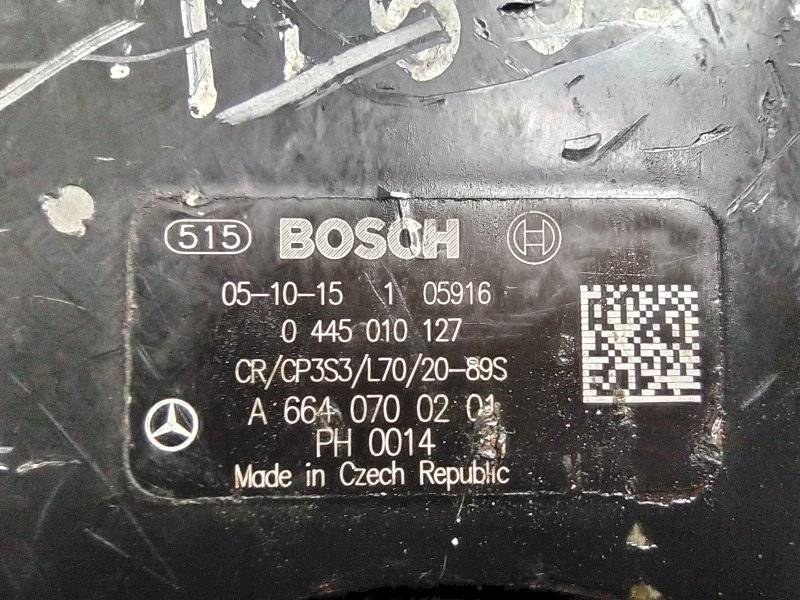 515 BOSCH
05-10-15 1 05916
0 445 010 127
CR/CP3S3/L70/20-89S
A 664 070 02 01
PH 0014
Made in Czech Republic